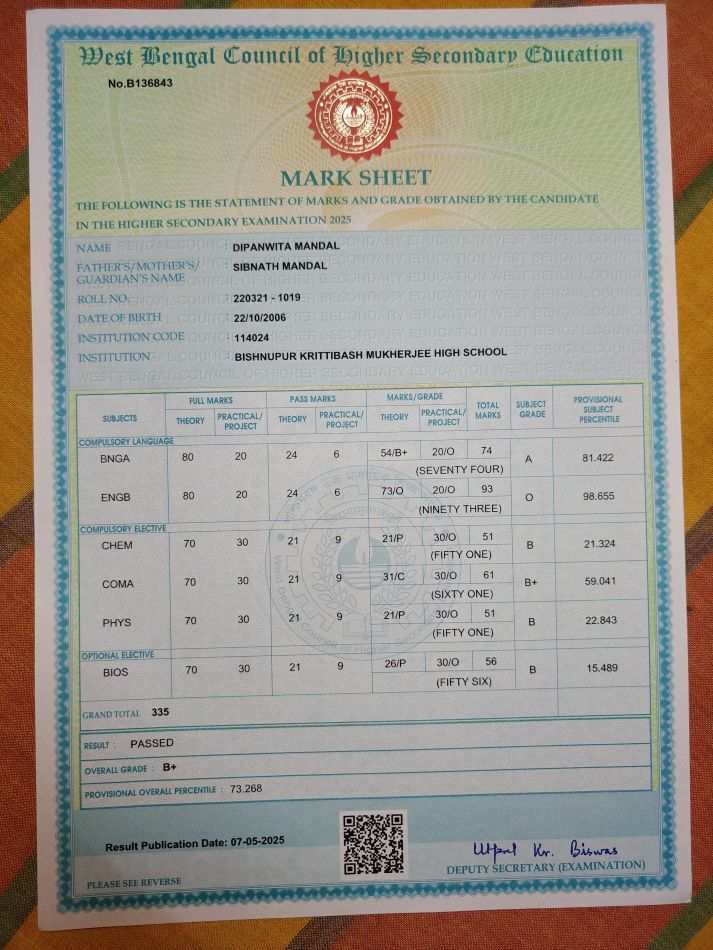 West Bengal Council of Higher Secondary Education
No.B136843
MARK SHEET
THE FOLLOWING IS THE STATEMENT OF MARKS AND GRADE OBTAINED BY THE CANDIDATE
IN THE HIGHER SECONDARY EXAMINATION 2025
NAME : DIPANWITA MANDAL
FATHER'S/MOTHER'S/ GUARDIAN'S NAME : SIBNATH MANDAL
ROLL NO. : 220321 - 1019
DATE OF BIRTH : 22/10/2006
INSTITUTION CODE : 114024
INSTITUTION : BISHNUPUR KRITTIBASH MUKHERJEE HIGH SCHOOL
SUBJECTS FULL MARKS PASS MARKS MARKS/GRADE TOTAL MARKS SUBJECT GRADE PROVISIONAL SUBJECT PERCENTILE
THEORY PRACTICAL/ PROJECT THEORY PRACTICAL/ PROJECT THEORY PRACTICAL/ PROJECT
COMPULSORY LANGUAGE
BNGA 80 20 24 6 54/B+ 20/O 74 A 81.422
(SEVENTY FOUR)
ENGB 80 20 24 6 73/O 20/O 93 O 98.655
(NINETY THREE)
COMPULSORY ELECTIVE
CHEM 70 30 21 9 21/P 30/O 51 B 21.324
(FIFTY ONE)
COMA 70 30 21 9 31/C 30/O 61 B+ 59.041
(SIXTY ONE)
PHYS 70 30 21 9 21/P 30/O 51 B 22.843
(FIFTY ONE)
OPTIONAL ELECTIVE
BIOS 70 30 21 9 26/P 30/O 56 B 15.489
(FIFTY SIX)
GRAND TOTAL 335
RESULT : PASSED
OVERALL GRADE : B+
PROVISIONAL OVERALL PERCENTILE : 73.268
Result Publication Date: 07-05-2025
Utpal Kr. Biswas
DEPUTY SECRETARY (EXAMINATION)
PLEASE SEE REVERSE